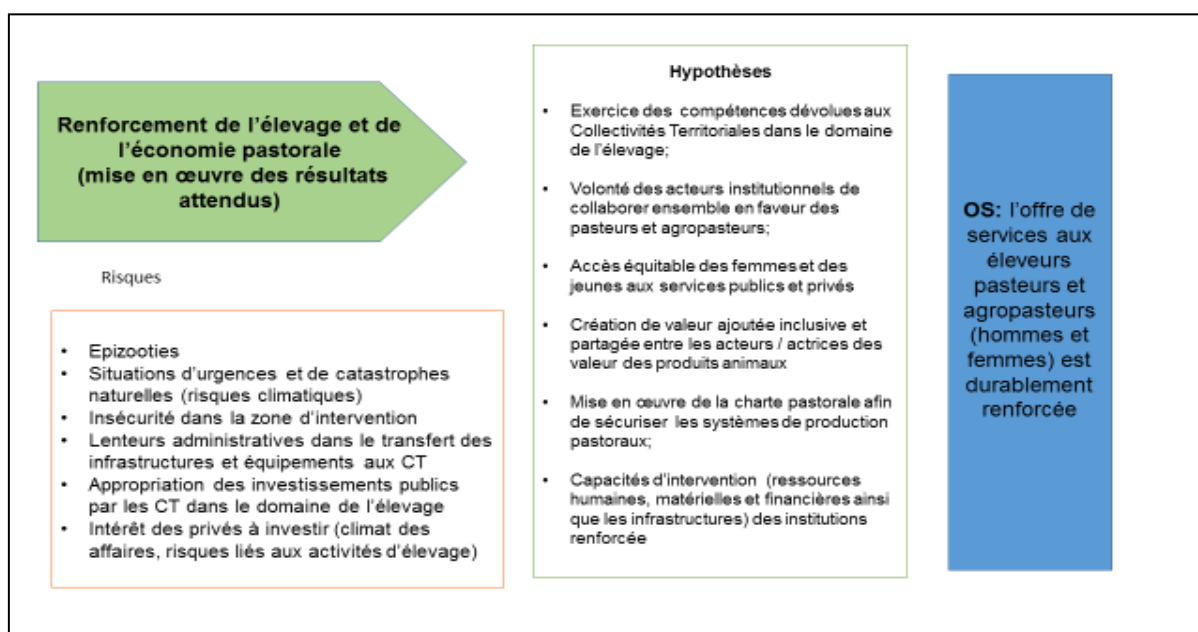 Renforcement de l'élevage et de
l'économie pastorale
(mise en œuvre des résultats
attendus)
Risques
• Epizooties
• Situations d'urgences et de catastrophes
naturelles (risques climatiques)
• Insécurité dans la zone d'intervention
• Lenteurs administratives dans le transfert des
infrastructures et équipements aux CT
• Appropriation des investissements publics
par les CT dans le domaine de l'élevage
• Intérêt des privés à investir (climat des
affaires, risques liés aux activités d'élevage)
Hypothèses
• Exercice des compétences dévolues aux
Collectivités Territoriales dans le domaine
de l'élevage;
• Volonté des acteurs institutionnels de
collaborer ensemble en faveur des
pasteurs et agropasteurs;
• Accès équitable des femmes et des
jeunes aux services publics et privés
• Création de valeur ajoutée inclusive et
partagée entre les acteurs / actrices des
valeur des produits animaux
• Mise en œuvre de la charte pastorale afin
de sécuriser les systèmes de production
pastoraux;
• Capacités d'intervention (ressources
humaines, matérielles et financières ainsi
que les infrastructures) des institutions
renforcée
OS: l'offre de
services aux
éleveurs
pasteurs et
agropasteurs
(hommes et
femmes) est
durablement
renforcée